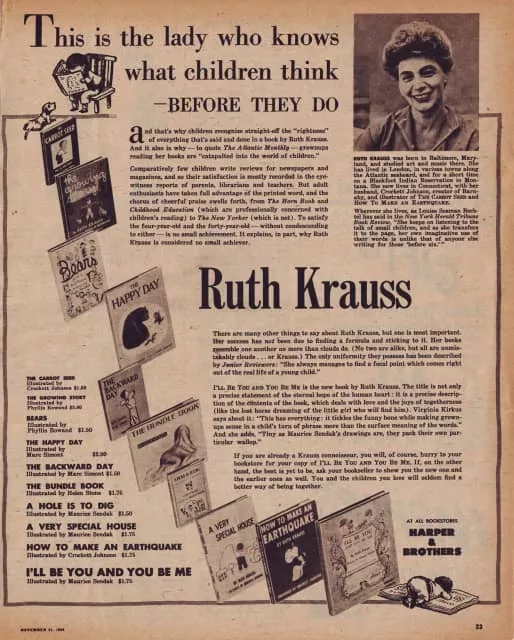 This is the lady who knows
what children think
—BEFORE THEY DO
and that's why children recognize straight-off the "rightness"
of everything that's said and done in a book by Ruth Krauss.
And it also is why — to quote The Atlantic Monthly — grownups
reading her books are "catapulted into the world of children."
Comparatively few children write reviews for newspapers and
magazines, and so their satisfaction is mostly recorded in the eye-
witness reports of parents, librarians and teachers. But adult
enthusiasts have taken full advantage of the printed word, and the
chorus of cheerful praise swells forth, from The Horn Book and
Childhood Education (which are professionally concerned with
children's reading) to The New Yorker (which is not). To satisfy
the four-year-old and the forty-year-old — without condescending
to either — is no small achievement. It explains, in part, why Ruth
Krauss is considered no small achiever.
RUTH KRAUSS was born in Baltimore, Mary-
land, and studied art and music there. She
has lived in London, in various towns along
the Atlantic seaboard, and for a short time
on a Blackfoot Indian Reservation in Mon-
tana. She now lives in Connecticut, with her
husband, Crockett Johnson, creator of Barn-
aby, and illustrator of THE CARROT SEED and
HOW TO MAKE AN EARTHQUAKE.
Wherever she lives, as Louise Seaman Bech-
tel has said in the New York Herald Tribune
Book Review, "She keeps on listening to the
talk of small children, and as she transfers
it to the page, her own imaginative use of
their words is unlike that of anyone else
writing for those 'before six.'"
CARROT SEED
Bears
The HAPPY DAY
THE BACKWARD DAY
THE BUNDLE BOOK
A VERY SPECIAL HOUSE
HOW TO MAKE AN EARTHQUAKE
BY RUTH KRAUSS
I'LL BE YOU
Ruth Krauss
There are many other things to say about Ruth Krauss, but one is most important.
Her success has not been due to finding a formula and sticking to it. Her books
resemble one another no more than clouds do. (No two are alike, but all are unmis-
takably clouds . . . or Krauss.) The only uniformity they possess has been described
by Junior Reviewers: "She always manages to find a focal point which comes right
out of the real life of a young child."
I'LL BE YOU AND YOU BE ME is the new book by Ruth Krauss. The title is not only
a precise statement of the eternal hope of the human heart: it is a precise descrip-
tion of the contents of the book, which deals with love and the joys of togetherness
(like the lost horse dreaming of the little girl who will find him). Virginia Kirkus
says about it: "This has everything: it tickles the funny bone while making grown-
ups sense in a child's turn of phrase more than the surface meaning of the words."
And she adds, "Tiny as Maurice Sendak's drawings are, they pack their own par-
ticular wallop."
If you are already a Krauss connoisseur, you will, of course, hurry to your
bookstore for your copy of I'LL BE YOU AND YOU BE ME. If, on the other
hand, the best is yet to be, ask your bookseller to show you the new one and
the earlier ones as well. You and the children you love will seldom find a
better way of being together.
THE CARROT SEED
Illustrated by
Crockett Johnson $1.50
THE GROWING STORY
Illustrated by
Phyllis Rowand $2.00
BEARS
Illustrated by
Phyllis Rowand $1.50
THE HAPPY DAY
Illustrated by
Marc Simont $2.50
THE BACKWARD DAY
Illustrated by Marc Simont $1.50
THE BUNDLE BOOK
Illustrated by Helen Stone $1.75
A HOLE IS TO DIG
Illustrated by Maurice Sendak $1.50
A VERY SPECIAL HOUSE
Illustrated by Maurice Sendak $1.75
HOW TO MAKE AN EARTHQUAKE
Illustrated by Crockett Johnson $1.75
I'LL BE YOU AND YOU BE ME
Illustrated by Maurice Sendak $1.75
AT ALL BOOKSTORES
HARPER
&
BROTHERS
NOVEMBER 21, 1954
23